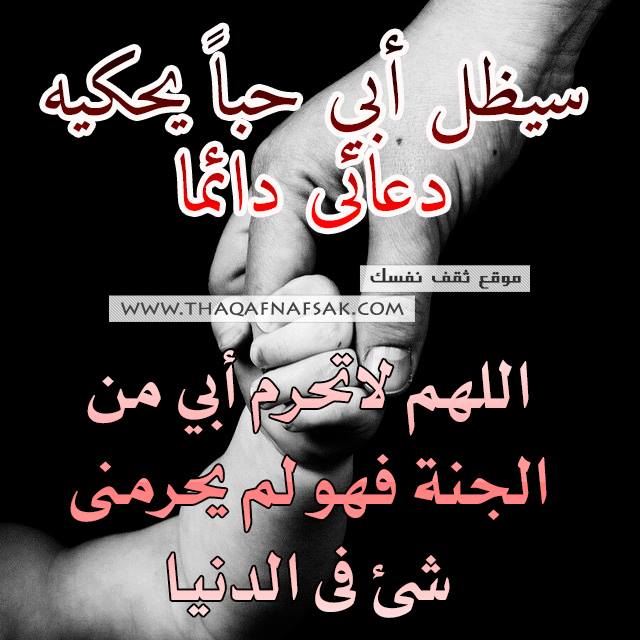 سيظل أبي حباً يحكيه
دعائى دائما
موقع ثقف نفسك
WWW.THAQAFNAFSAK.COM
اللهم لاتحرم أبي من
الجنة فهو لم يحرمنى
شئ فى الدنيا